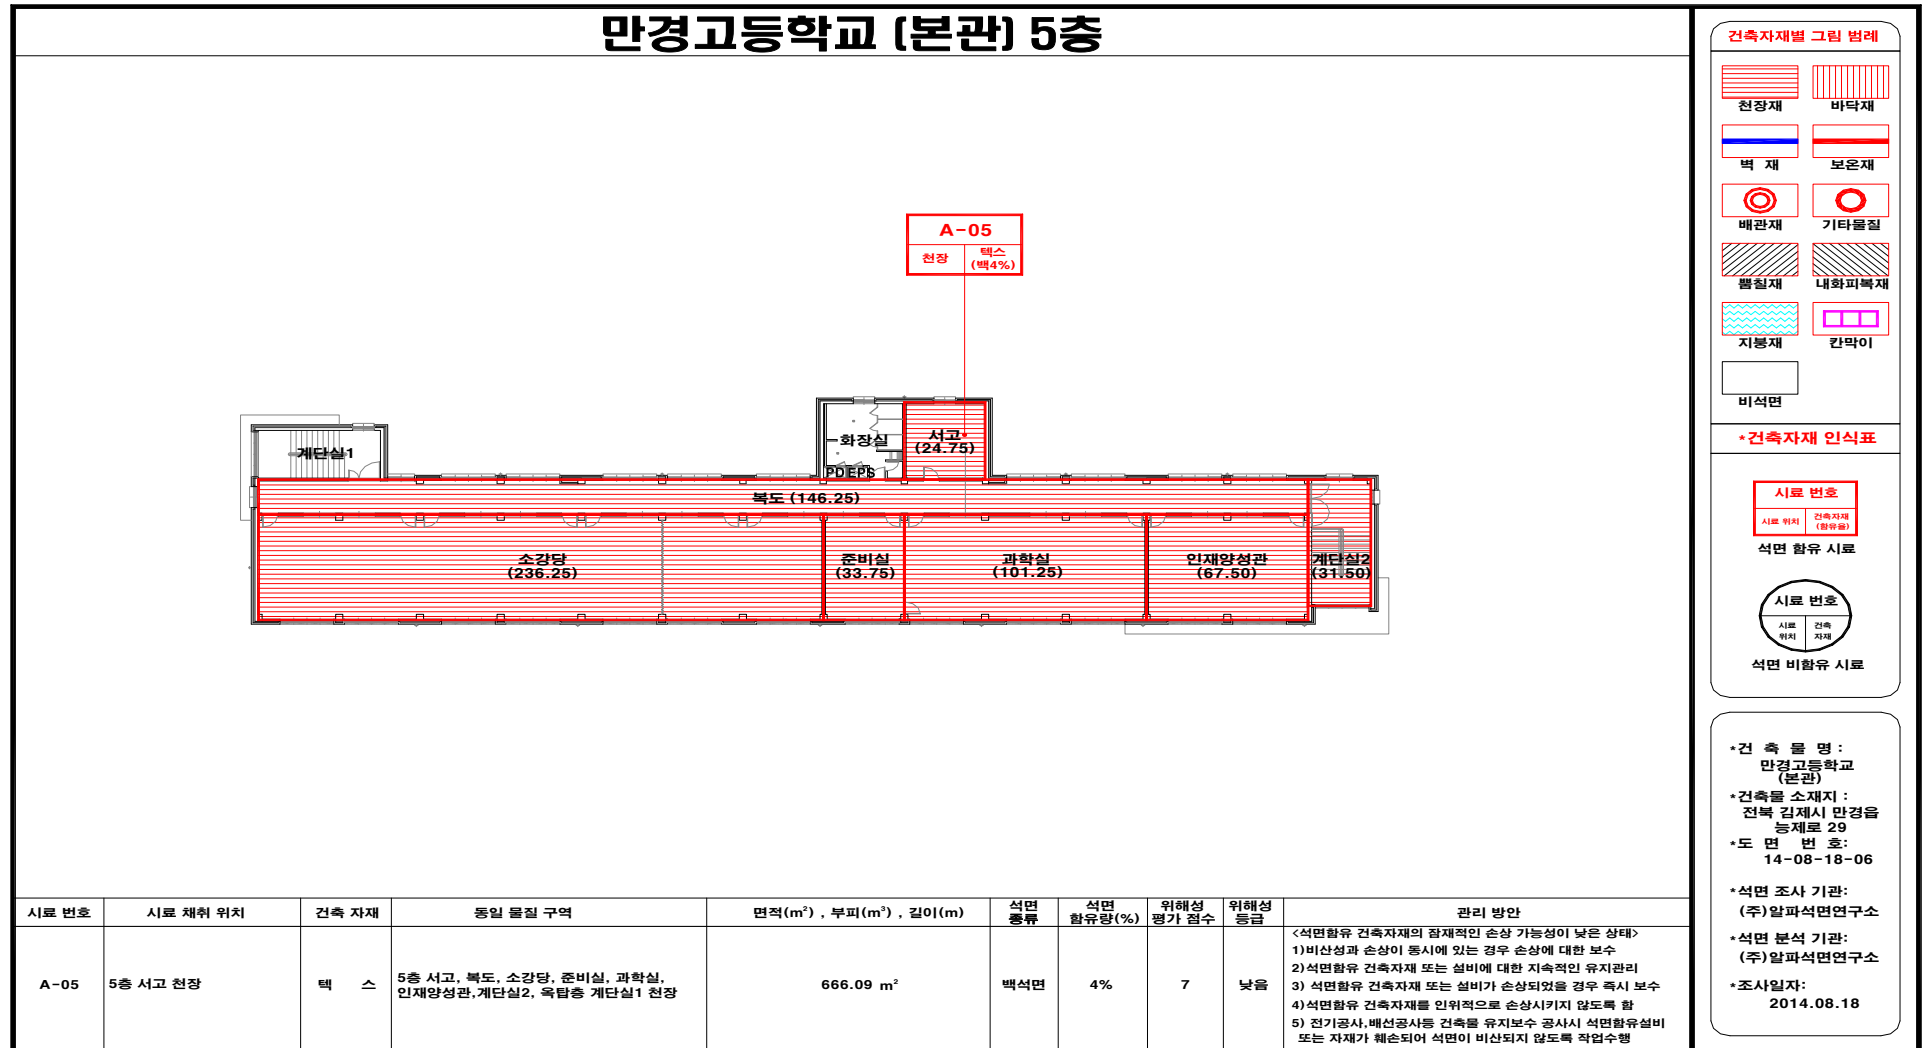 만경고등학교 (본관) 5층
A-05
천장
텍스
(백4%)
계단실1
화장실
PD EPS
서고
(24.75)
복도 (146.25)
소강당
(236.25)
준비실
(33.75)
과학실
(101.25)
인재양성관
(67.50)
계단실2
(31.50)
시료 번호 시료 채취 위치 건축 자재 동일 물질 구역 면적(m²) , 부피(m³) , 길이(m) 석면 종류 석면 함유량(%) 위해성 평가 점수 위해성 등급 관리 방안
A-05 5층 서고 천장 텍 스
5층 서고, 복도, 소강당, 준비실, 과학실,
인재양성관,계단실2, 옥탑층 계단실1 천장
666.09 m² 백석면 4% 7 낮음
<석면함유 건축자재의 잠재적인 손상 가능성이 낮은 상태>
1)비산성과 손상이 동시에 있는 경우 손상에 대한 보수
2)석면함유 건축자재 또는 설비에 대한 지속적인 유지관리
3) 석면함유 건축자재 또는 설비가 손상되었을 경우 즉시 보수
4)석면함유 건축자재를 인위적으로 손상시키지 않도록 함
5) 전기공사,배선공사등 건축물 유지보수 공사시 석면함유설비
또는 자재가 훼손되어 석면이 비산되지 않도록 작업수행
건축자재별 그림 범례
천장재 바닥재
벽 재 보온재
배관재 기타물질
뿜칠재 내화피복재
지붕재 칸막이
비석면
*건축자재 인식표
시료 번호
시료 위치
건축자재
(함유율)
석면 함유 시료
시료 번호
시료
위치
건축
자재
석면 비함유 시료
*건 축 물 명 :
만경고등학교
(본관)
*건축물 소재지 :
전북 김제시 만경읍
능제로 29
*도 면 번 호:
14-08-18-06
*석면 조사 기관:
(주)알파석면연구소
*석면 분석 기관:
(주)알파석면연구소
*조사일자:
2014.08.18